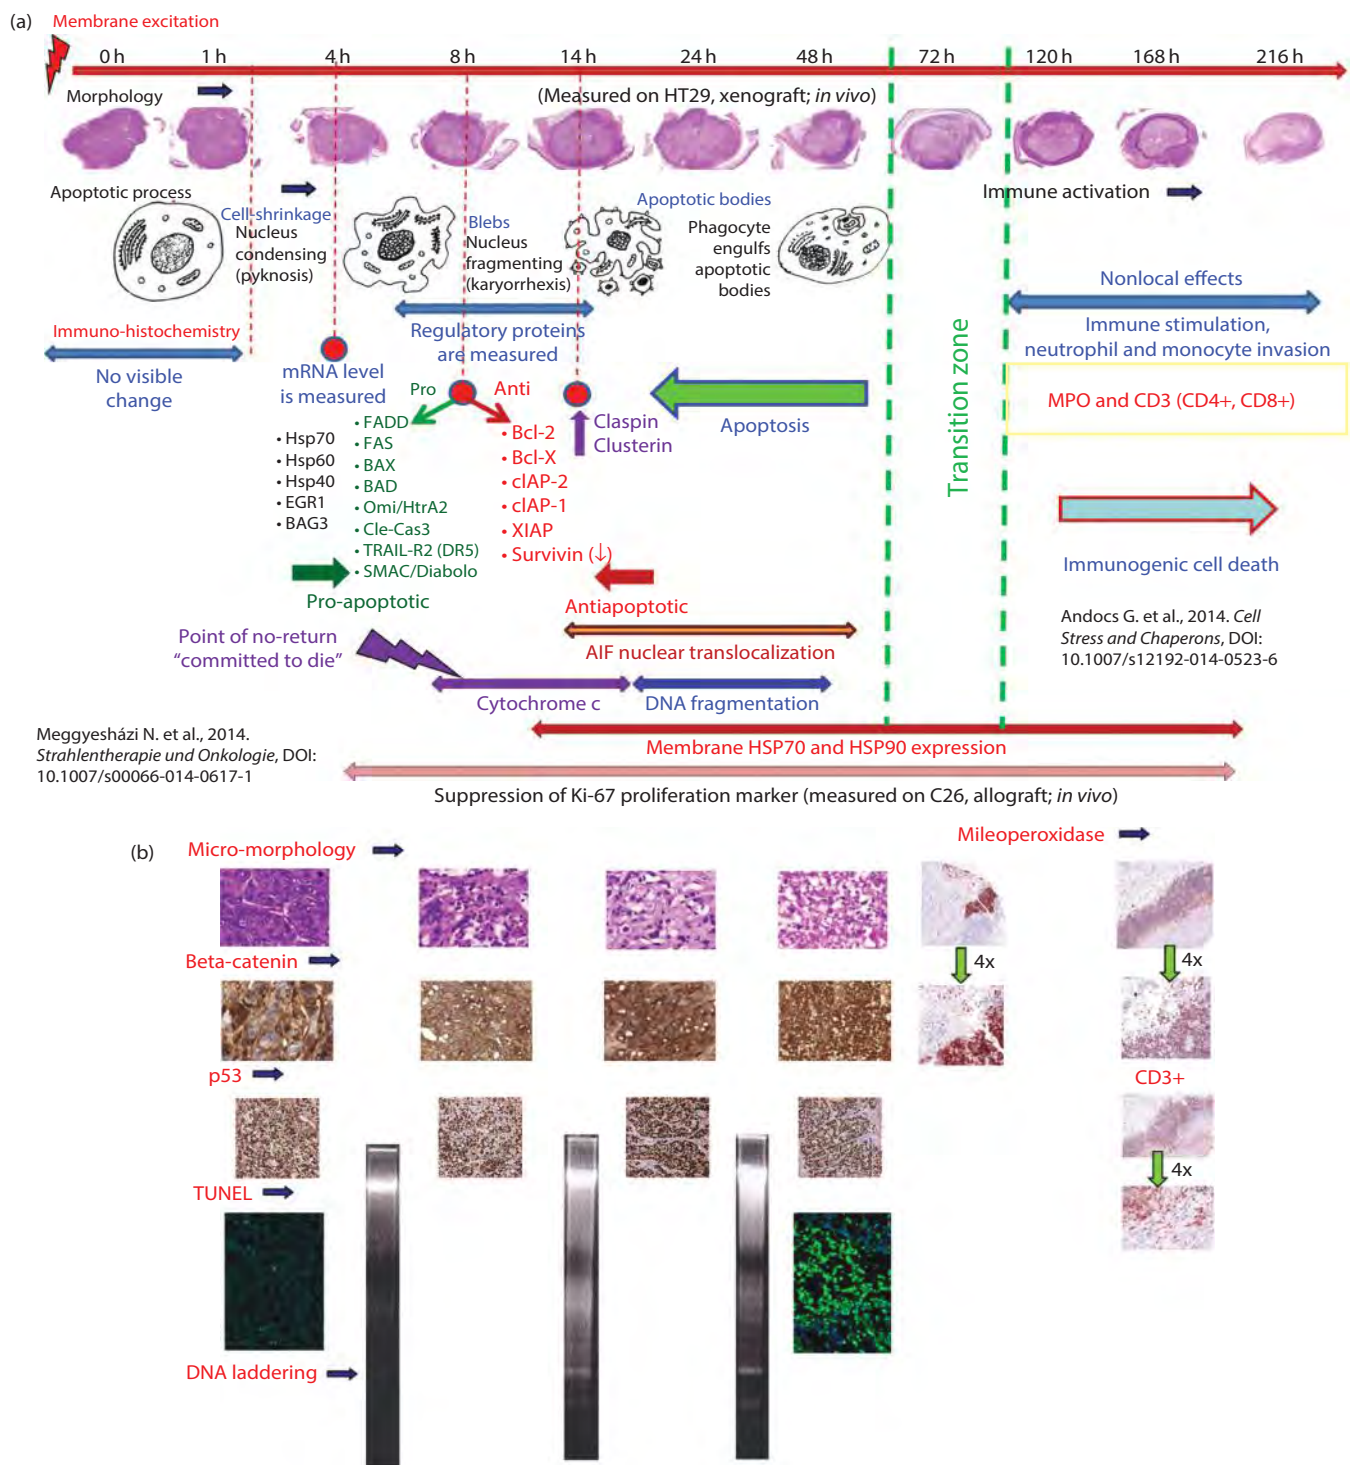 (a)
Membrane excitation
0 h 1 h 4 h 8 h 14 h 24 h 48 h 72 h 120 h 168 h 216 h
Morphology
(Measured on HT29, xenograft; in vivo)
Apoptotic process
Cell-shrinkage
Nucleus
condensing
(pyknosis)
Blebs
Nucleus
fragmenting
(karyorrhexis)
Apoptotic bodies
Phagocyte
engulfs
apoptotic
bodies
Immune activation
Transition zone
Nonlocal effects
Immune stimulation,
neutrophil and monocyte invasion
MPO and CD3 (CD4+, CD8+)
Immuno-histochemistry
No visible
change
Regulatory proteins
are measured
mRNA level
is measured
Pro
Anti
• Hsp70
• Hsp60
• Hsp40
• EGR1
• BAG3
• FADD
• FAS
• BAX
• BAD
• Omi/HtrA2
• Cle-Cas3
• TRAIL-R2 (DR5)
• SMAC/Diabolo
• Bcl-2
• Bcl-X
• cIAP-2
• cIAP-1
• XIAP
• Survivin (↓)
Claspin
Clusterin
Apoptosis
Immunogenic cell death
Pro-apoptotic
Antiapoptotic
Point of no-return
“committed to die”
AIF nuclear translocalization
Cytochrome c
DNA fragmentation
Andocs G. et al., 2014. Cell
Stress and Chaperons, DOI:
10.1007/s12192-014-0523-6
Meggyesházi N. et al., 2014.
Strahlentherapie und Onkologie, DOI:
10.1007/s00066-014-0617-1
Membrane HSP70 and HSP90 expression
Suppression of Ki-67 proliferation marker (measured on C26, allograft; in vivo)
(b)
Micro-morphology
Mileoperoxidase
Beta-catenin
4x
4x
p53
CD3+
TUNEL
4x
DNA laddering